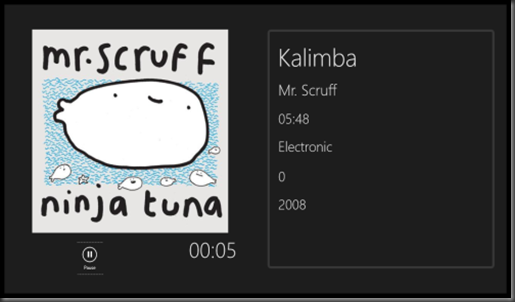 mr.scruff
ninja tuna
Pause
00:05
Kalimba
Mr. Scruff
05:48
Electronic
0
2008